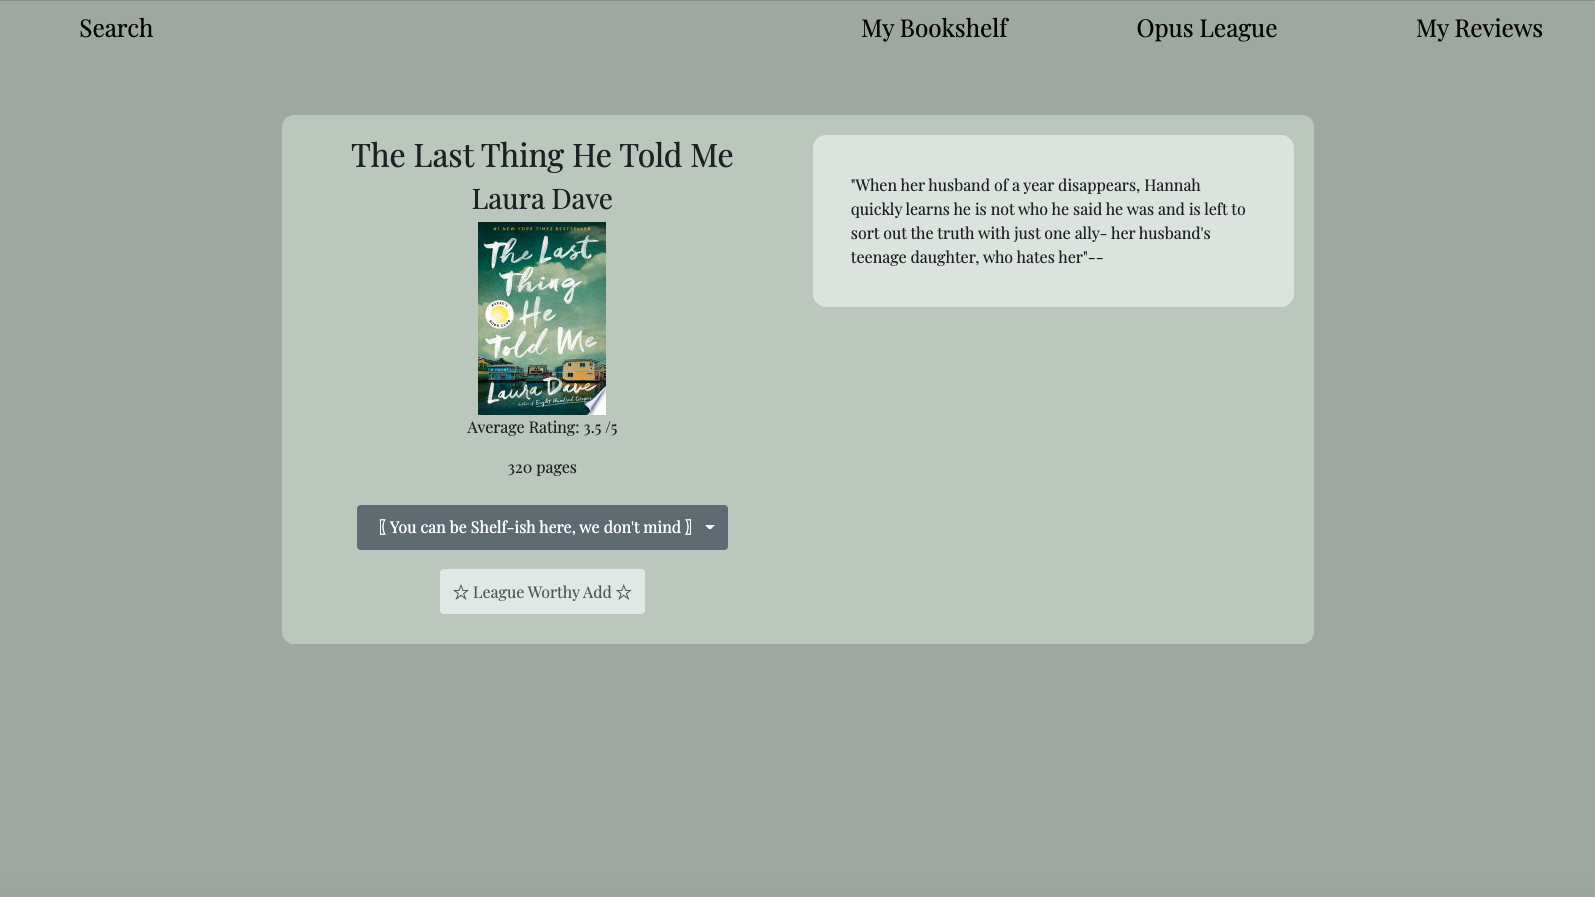 Search
My Bookshelf
Opus League
My Reviews
The Last Thing He Told Me
Laura Dave
#1 NEW YORK TIMES BESTSELLER
The Last
Thing
He
Told Me
a novel
Laura Dave
author of Eight Hundred Grapes
Average Rating: 3.5 /5
320 pages
〖 You can be Shelf-ish here, we don't mind 〗
☆ League Worthy Add ☆
"When her husband of a year disappears, Hannah
quickly learns he is not who he said he was and is left to
sort out the truth with just one ally- her husband's
teenage daughter, who hates her"--